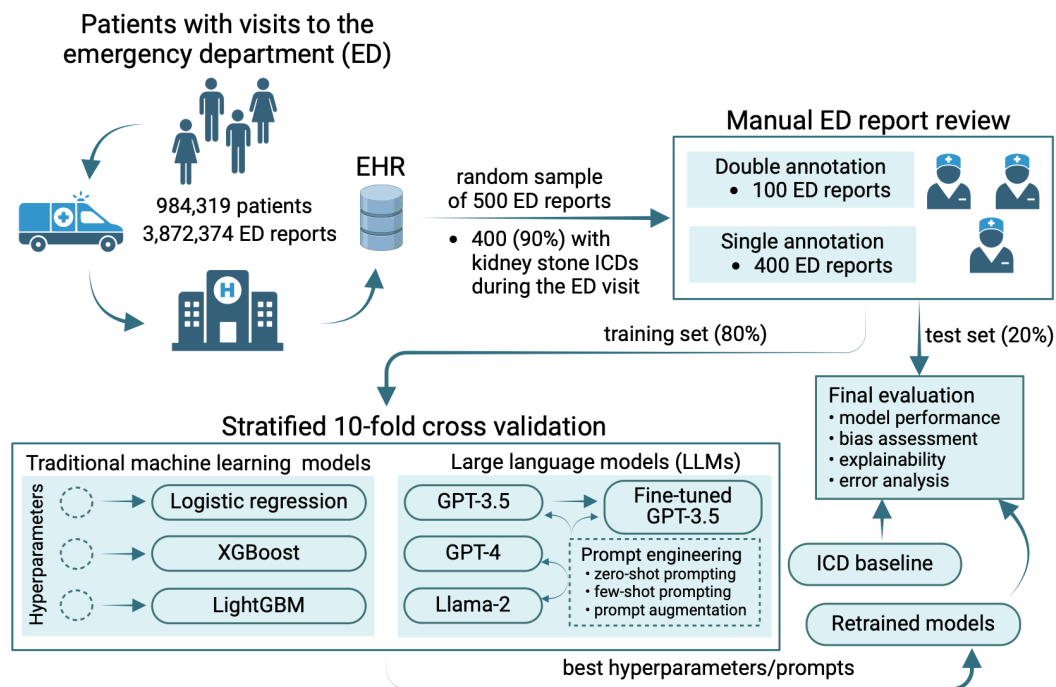 Patients with visits to the
emergency department (ED)
984,319 patients
3,872,374 ED reports
H
EHR
random sample
of 500 ED reports
• 400 (90%) with
kidney stone ICDs
during the ED visit
Manual ED report review
Double annotation
• 100 ED reports
Single annotation
• 400 ED reports
training set (80%)
test set (20%)
Final evaluation
• model performance
• bias assessment
• explainability
• error analysis
Stratified 10-fold cross validation
Traditional machine learning models
Hyperparameters
Logistic regression
XGBoost
LightGBM
Large language models (LLMs)
GPT-3.5
Fine-tuned
GPT-3.5
GPT-4
Llama-2
Prompt engineering
• zero-shot prompting
• few-shot prompting
• prompt augmentation
ICD baseline
Retrained models
best hyperparameters/prompts